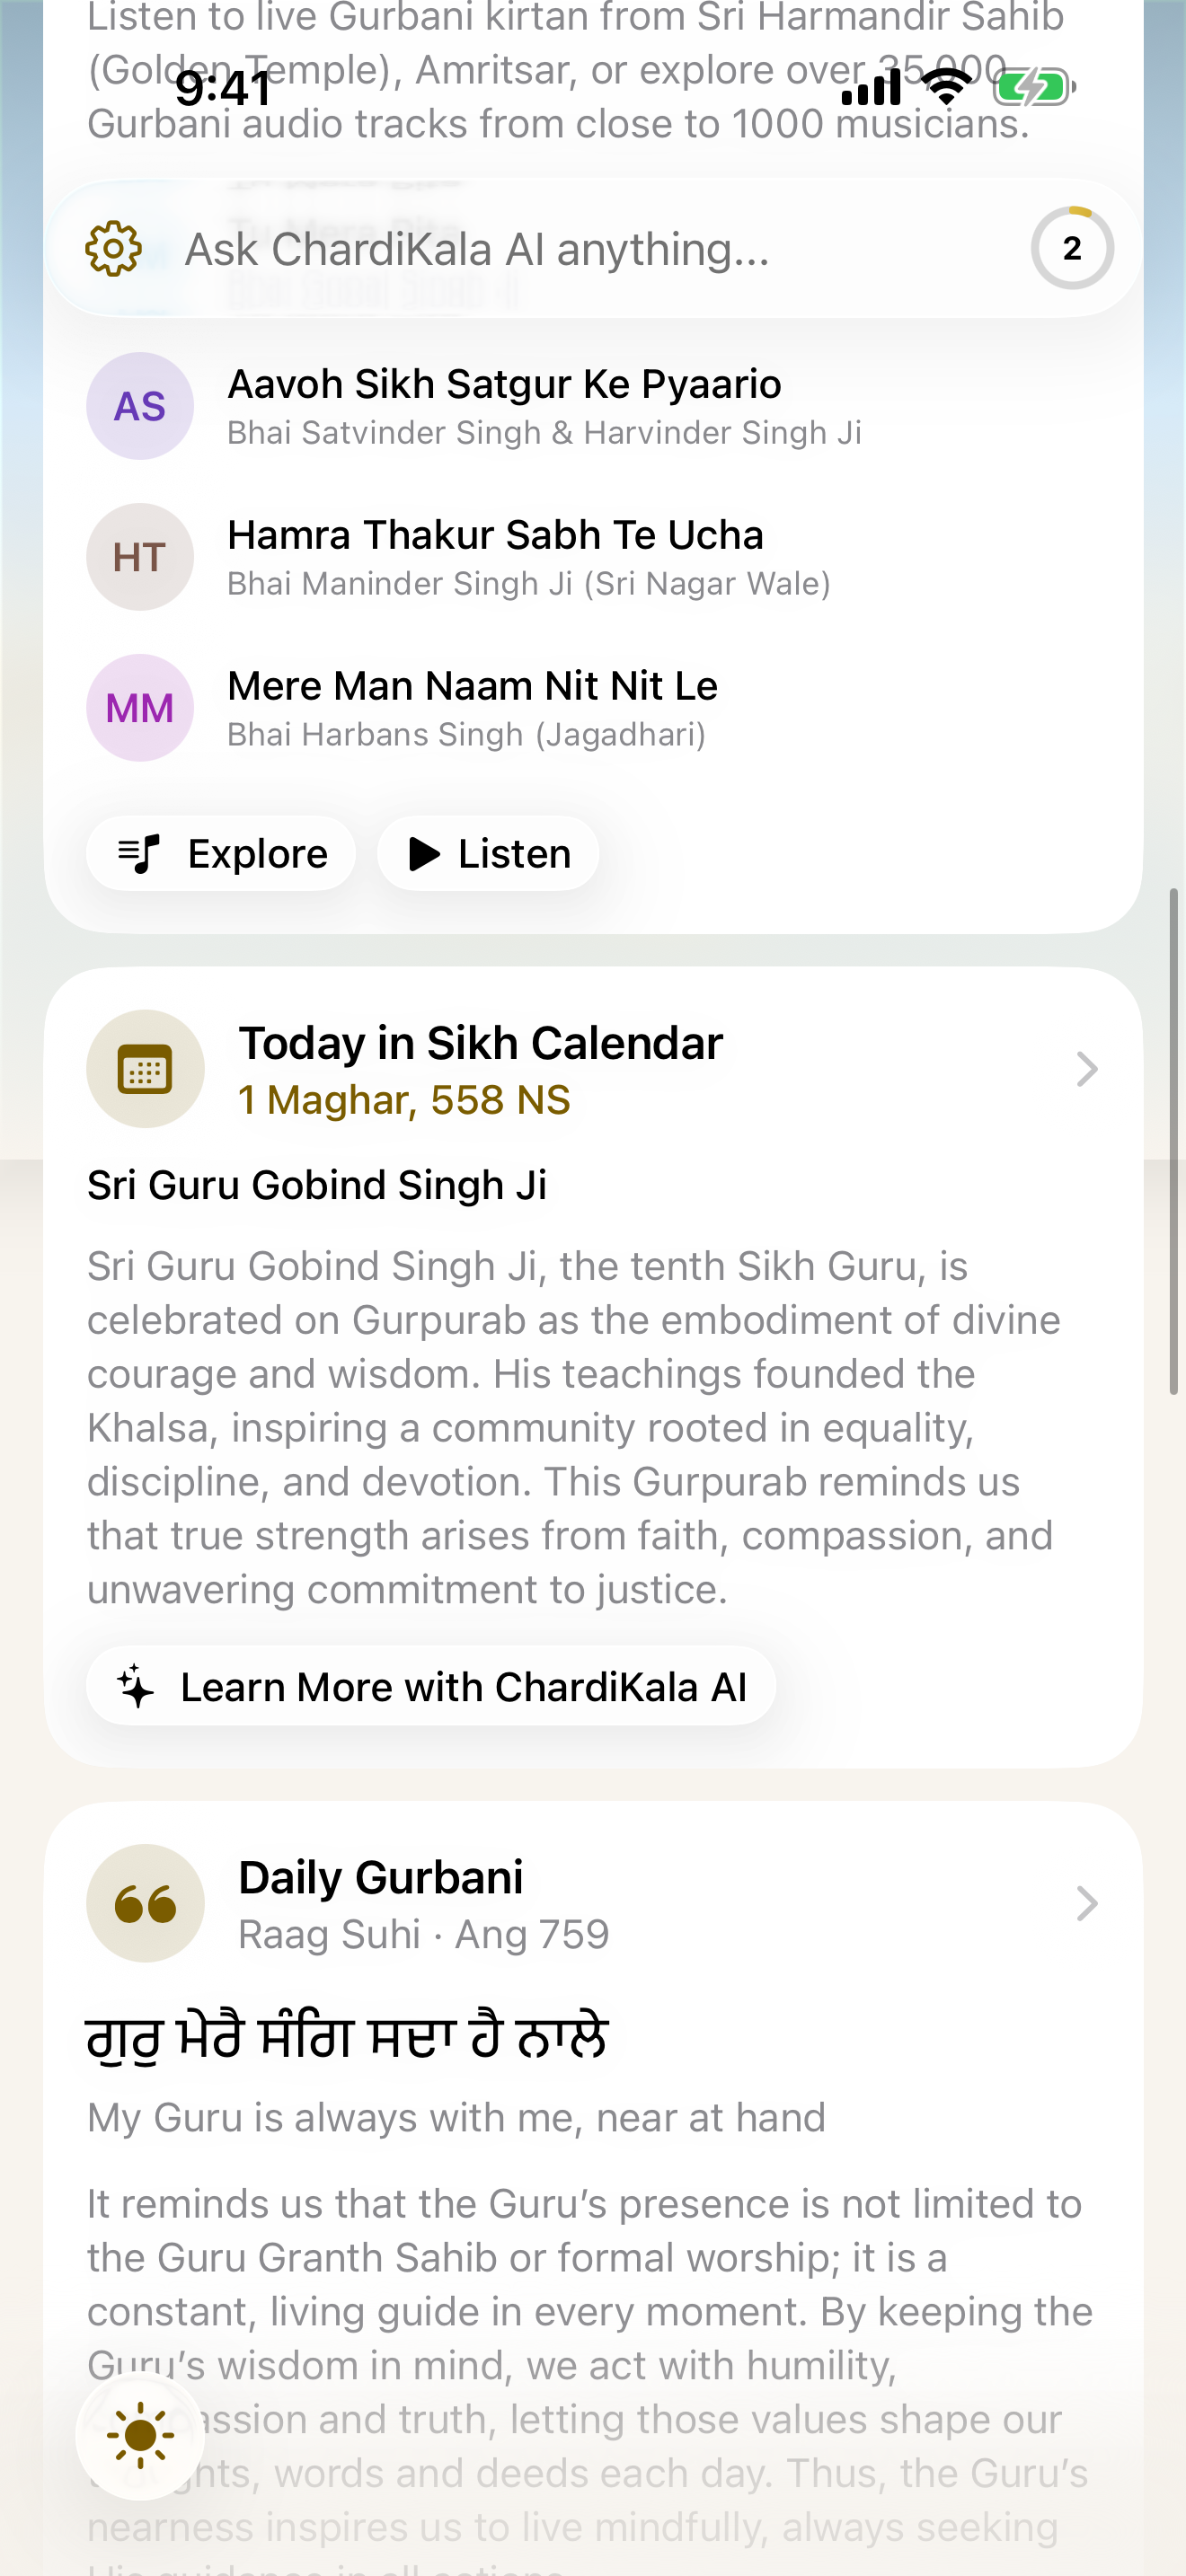 Listen to live Gurbani kirtan from Sri Harmandir Sahib
(Golden Temple), Amritsar, or explore over 35,000
9:41
Gurbani audio tracks from close to 1000 musicians.
Tu Mera Pita
Ask ChardiKala AI anything...
2
AS
Aavoh Sikh Satgur Ke Pyaario
Bhai Satvinder Singh & Harvinder Singh Ji
HT
Hamra Thakur Sabh Te Ucha
Bhai Maninder Singh Ji (Sri Nagar Wale)
MM
Mere Man Naam Nit Nit Le
Bhai Harbans Singh (Jagadhari)
Explore
Listen
Today in Sikh Calendar
1 Maghar, 558 NS
Sri Guru Gobind Singh Ji
Sri Guru Gobind Singh Ji, the tenth Sikh Guru, is
celebrated on Gurpurab as the embodiment of divine
courage and wisdom. His teachings founded the
Khalsa, inspiring a community rooted in equality,
discipline, and devotion. This Gurpurab reminds us
that true strength arises from faith, compassion, and
unwavering commitment to justice.
Learn More with ChardiKala AI
Daily Gurbani
Raag Suhi · Ang 759
ਗੁਰੁ ਮੇਰੈ ਸੰਗਿ ਸਦਾ ਹੈ ਨਾਲੇ
My Guru is always with me, near at hand
It reminds us that the Guru’s presence is not limited to
the Guru Granth Sahib or formal worship; it is a
constant, living guide in every moment. By keeping the
Guru’s wisdom in mind, we act with humility,
and truth, letting those values shape our
words and deeds each day. Thus, the Guru’s
nearness inspires us to live mindfully, always seeking